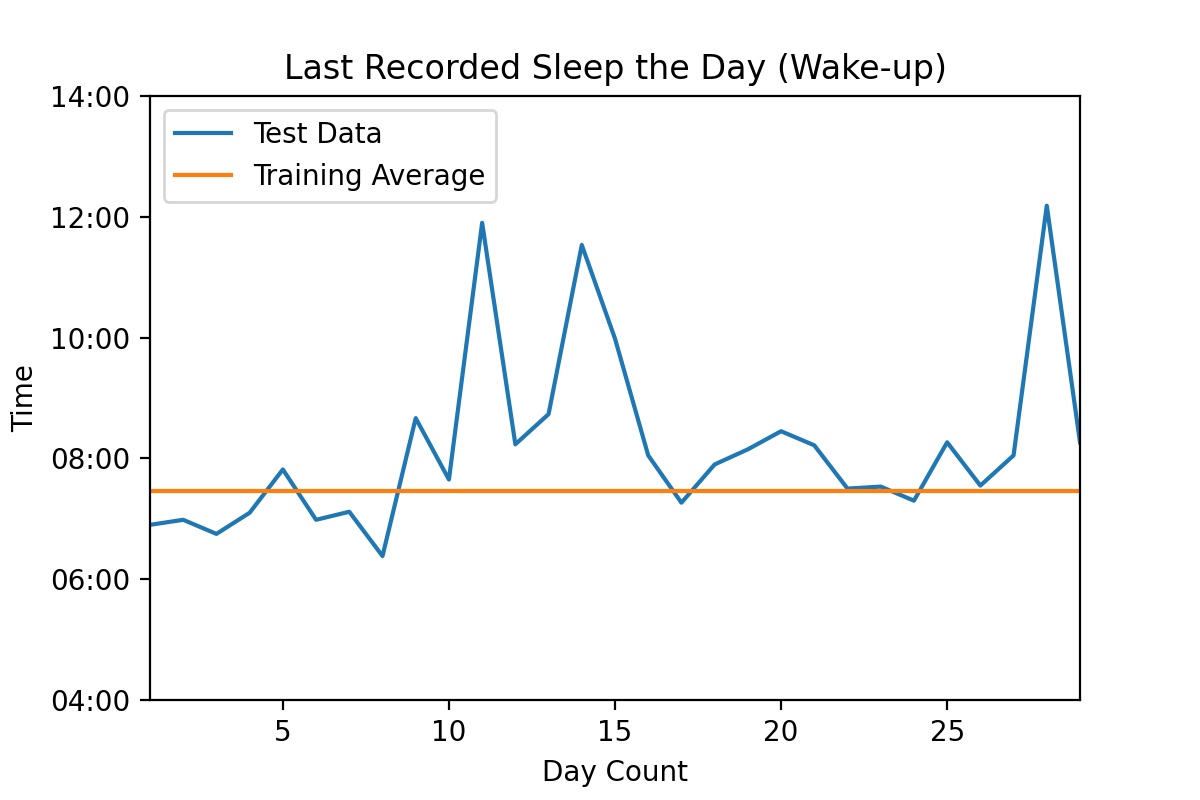 Last Recorded Sleep the Day (Wake-up)
14:00
Test Data
Training Average
12:00
10:00
Time
08:00
06:00
04:00
5 10 15 20 25
Day Count